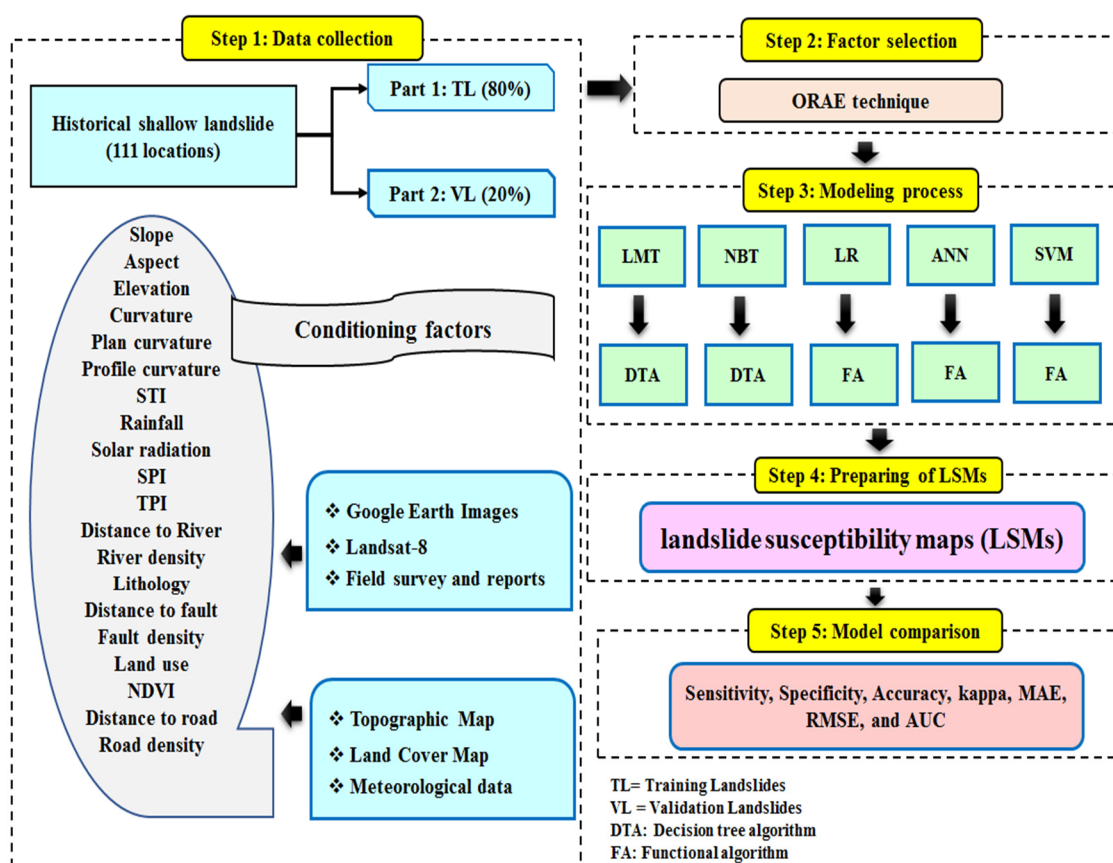 Step 1: Data collection
Historical shallow landslide
(111 locations)
Part 1: TL (80%)
Part 2: VL (20%)
Slope
Aspect
Elevation
Curvature
Plan curvature
Profile curvature
STI
Rainfall
Solar radiation
SPI
TPI
Distance to River
River density
Lithology
Distance to fault
Fault density
Land use
NDVI
Distance to road
Road density
Conditioning factors
❖ Google Earth Images
❖ Landsat-8
❖ Field survey and reports
❖ Topographic Map
❖ Land Cover Map
❖ Meteorological data
Step 2: Factor selection
ORAE technique
Step 3: Modeling process
LMT NBT LR ANN SVM
DTA DTA FA FA FA
Step 4: Preparing of LSMs
landslide susceptibility maps (LSMs)
Step 5: Model comparison
Sensitivity, Specificity, Accuracy, kappa, MAE,
RMSE, and AUC
TL= Training Landslides
VL = Validation Landslides
DTA: Decision tree algorithm
FA: Functional algorithm